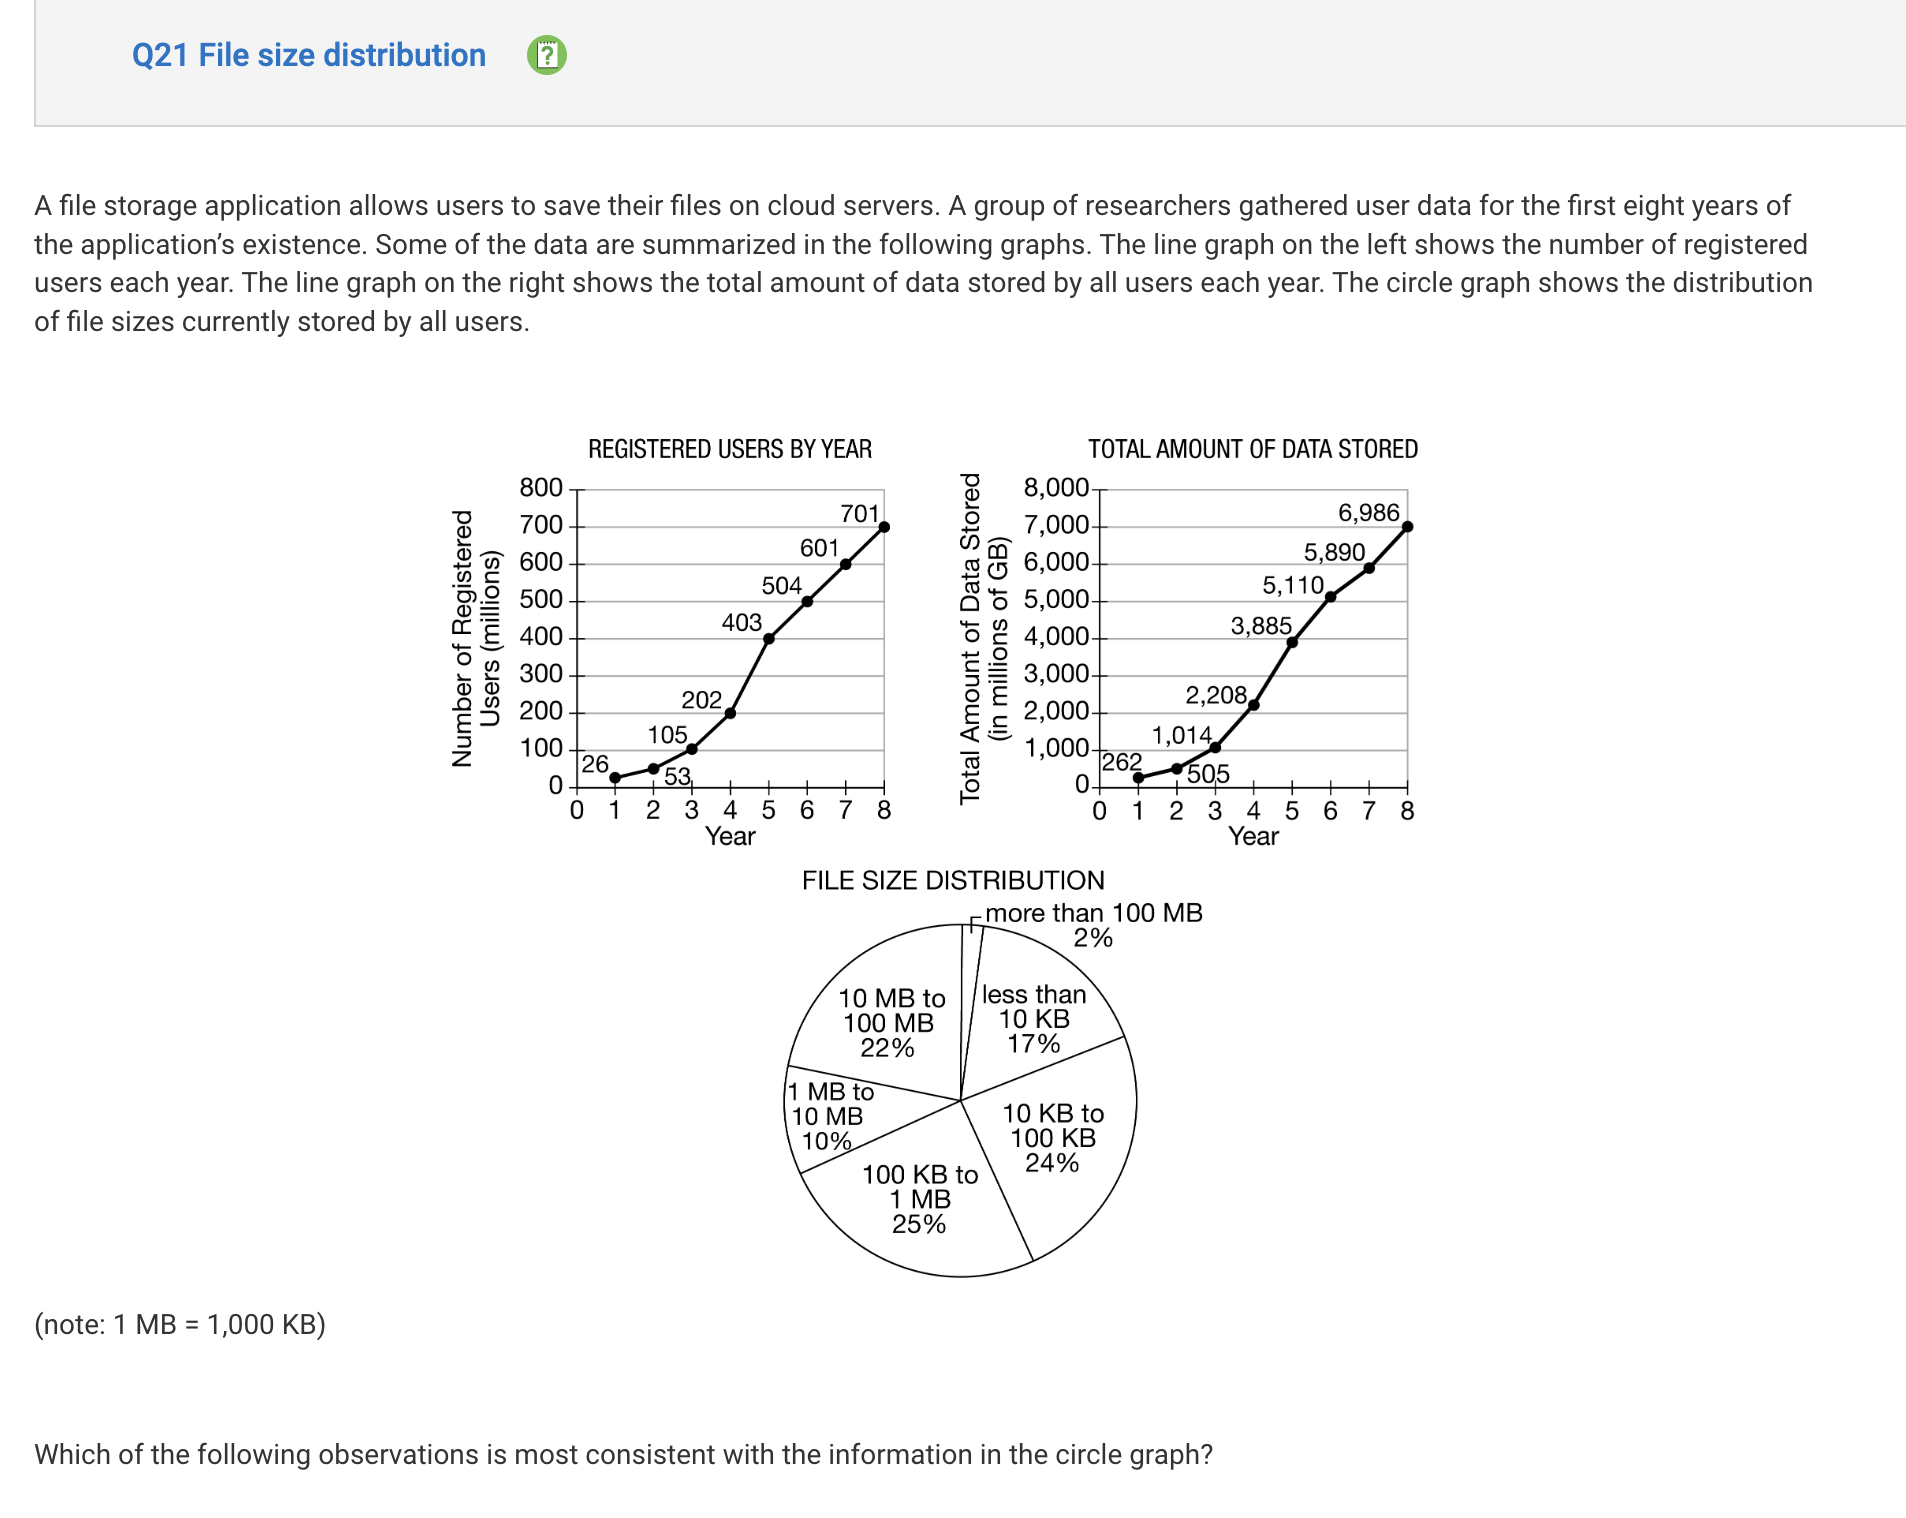 Q21 File size distribution
?
A file storage application allows users to save their files on cloud servers. A group of researchers gathered user data for the first eight years of
the application’s existence. Some of the data are summarized in the following graphs. The line graph on the left shows the number of registered
users each year. The line graph on the right shows the total amount of data stored by all users each year. The circle graph shows the distribution
of file sizes currently stored by all users.
REGISTERED USERS BY YEAR
Number of Registered
Users (millions)
800
700
600
500
400
300
200
100
0
26
53
105
202
403
504
601
701
0 1 2 3 4 5 6 7 8
Year
TOTAL AMOUNT OF DATA STORED
Total Amount of Data Stored
(in millions of GB)
8,000
7,000
6,000
5,000
4,000
3,000
2,000
1,000
0
262
505
1,014
2,208
3,885
5,110
5,890
6,986
0 1 2 3 4 5 6 7 8
Year
FILE SIZE DISTRIBUTION
more than 100 MB
2%
less than
10 KB
17%
10 KB to
100 KB
24%
100 KB to
1 MB
25%
1 MB to
10 MB
10%
10 MB to
100 MB
22%
(note: 1 MB = 1,000 KB)
Which of the following observations is most consistent with the information in the circle graph?